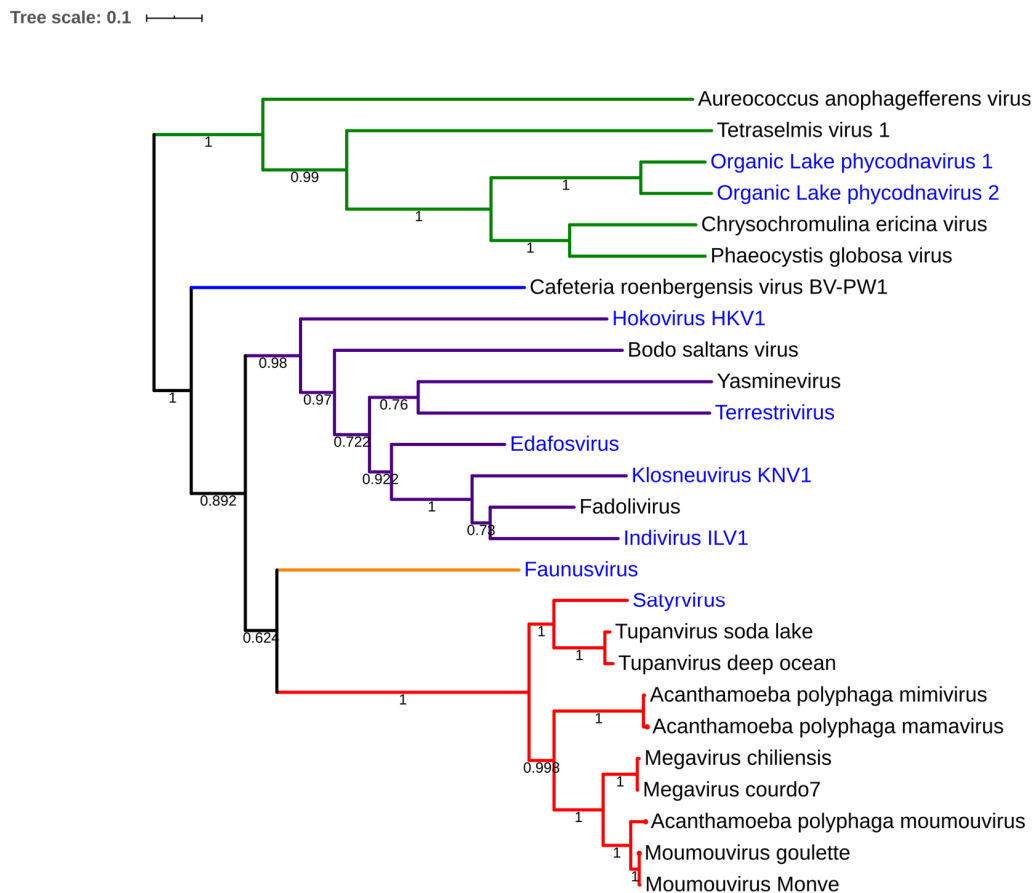 Tree scale: 0.1
Aureococcus anophagefferens virus
1
Tetraselmis virus 1
0.99
Organic Lake phycodnavirus 1
1
Organic Lake phycodnavirus 2
1
Chrysochromulina ericina virus
1
Phaeocystis globosa virus
Cafeteria roenbergensis virus BV-PW1
Hokovirus HKV1
Bodo saltans virus
0.98
Yasminevirus
1
0.97
0.76
Terrestrivirus
0.722
Edafosvirus
0.922
Klosneuvirus KNV1
0.892
1
Fadolivirus
0.73
Indivirus ILV1
Faunusvirus
Satyrvirus
0.624
1
Tupanvirus soda lake
1
Tupanvirus deep ocean
1
Acanthamoeba polyphaga mimivirus
1
Acanthamoeba polyphaga mamavirus
0.998
Megavirus chiliensis
1
Megavirus courdo7
1
Acanthamoeba polyphaga moumouvirus
1
Moumouvirus goulette
1
Moumouvirus Monve